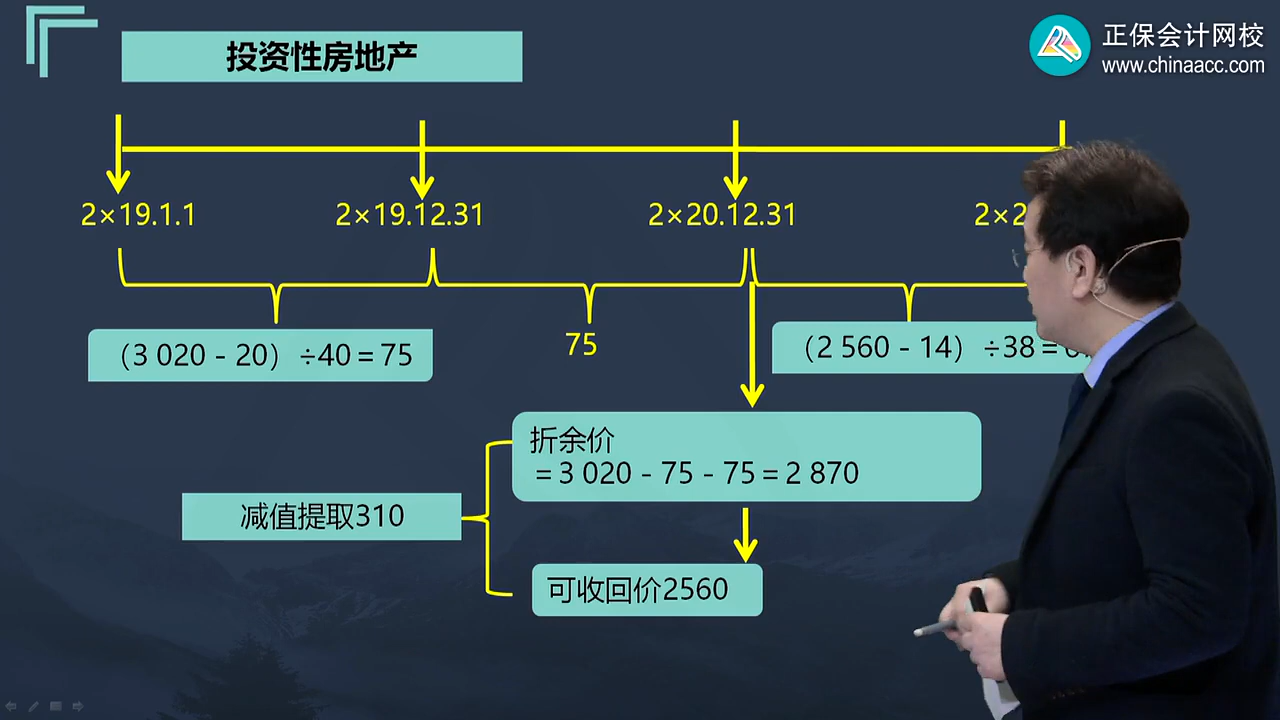 投资性房地产
正保会计网校
www.chinaacc.com
2×19.1.1
2×19.12.31
2×20.12.31
2×2
（3 020－20）÷40＝75
75
（2 560－14）÷38＝
折余价
＝3 020－75－75＝2 870
减值提取310
可收回价2560